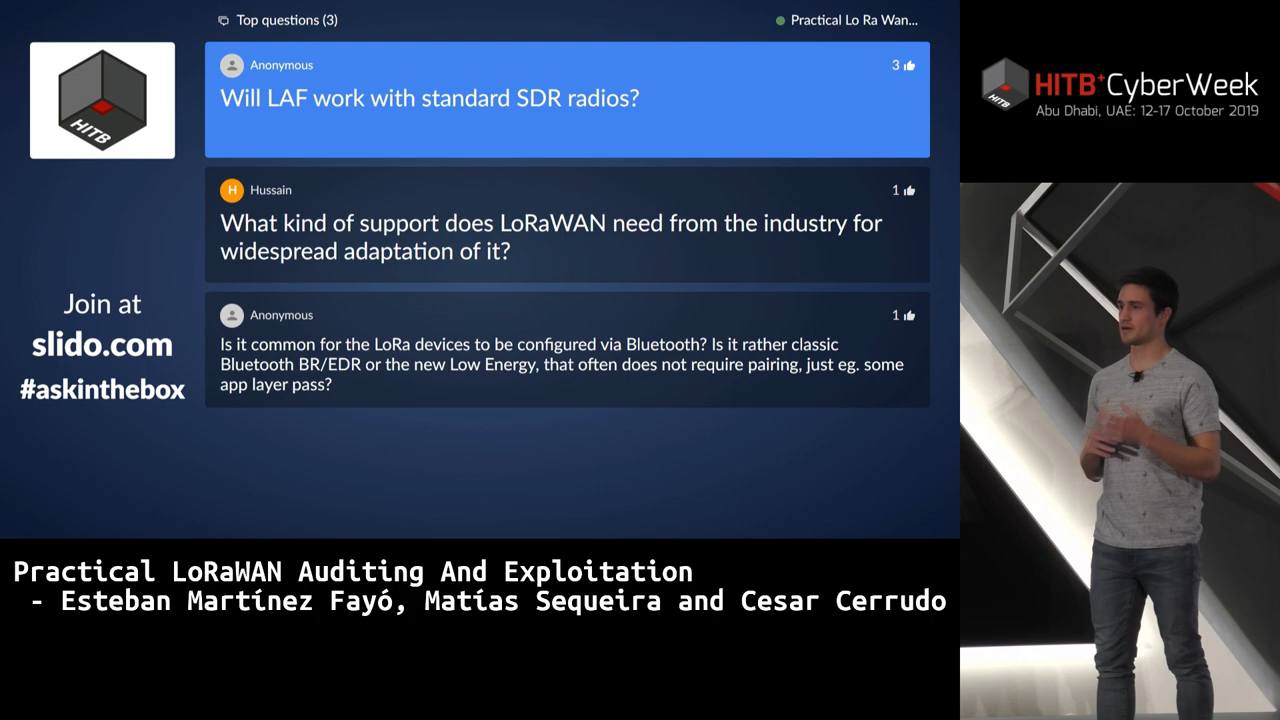 Top questions (3)
Practical Lo Ra Wan...
HITB
Anonymous
3
Will LAF work with standard SDR radios?
H
Hussain
1
What kind of support does LoRaWAN need from the industry for
widespread adaptation of it?
Join at
slido.com
#askinthebox
Anonymous
1
Is it common for the LoRa devices to be configured via Bluetooth? Is it rather classic
Bluetooth BR/EDR or the new Low Energy, that often does not require pairing, just eg. some
app layer pass?
HITB
HITB+CyberWeek
Abu Dhabi, UAE: 12-17 October 2019
Practical LoRaWAN Auditing And Exploitation
- Esteban Martínez Fayó, Matías Sequeira and Cesar Cerrudo